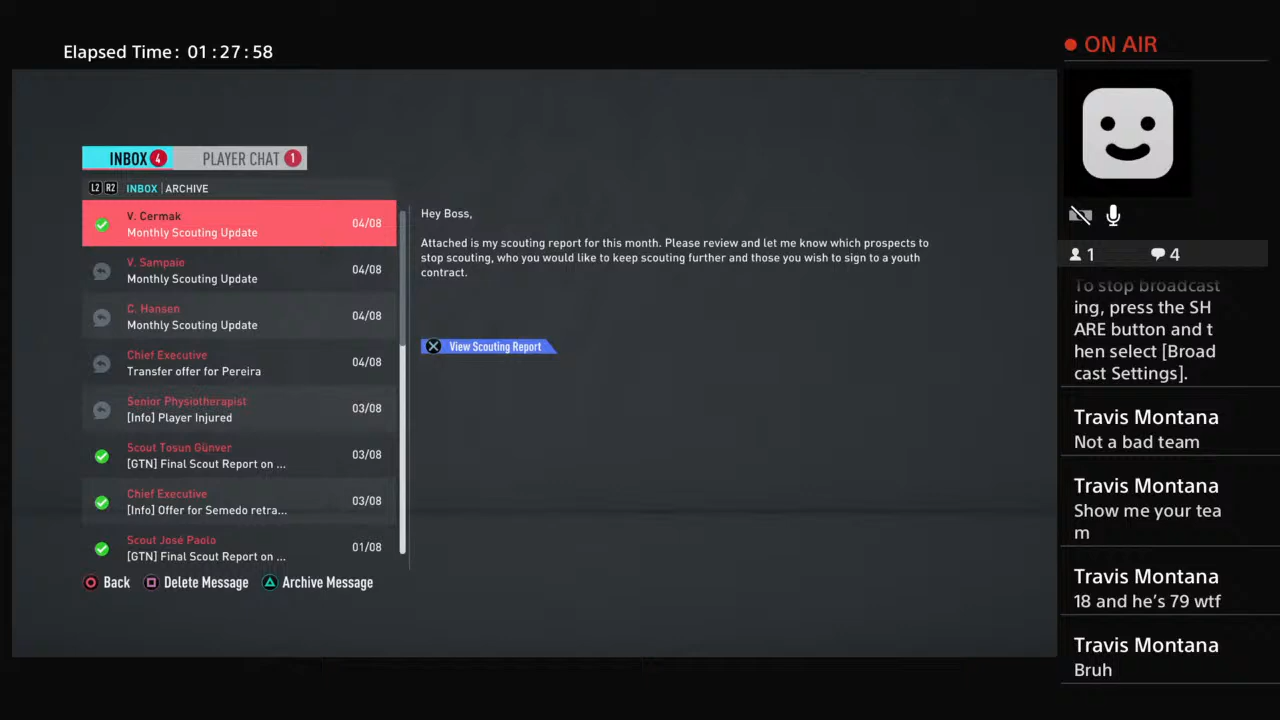 Elapsed Time: 01:27:58
ON AIR
INBOX 4
PLAYER CHAT 1
L2 R2 INBOX | ARCHIVE
V. Cermak
Monthly Scouting Update
04/08
V. Sampaio
Monthly Scouting Update
04/08
C. Hansen
Monthly Scouting Update
04/08
Chief Executive
Transfer offer for Pereira
04/08
Senior Physiotherapist
[Info] Player Injured
03/08
Scout Tosun Günver
[GTN] Final Scout Report on ...
03/08
Chief Executive
[Info] Offer for Semedo retra...
03/08
Scout José Paolo
[GTN] Final Scout Report on ...
01/08
Back
Delete Message
Archive Message
Hey Boss,
Attached is my scouting report for this month. Please review and let me know which prospects to
stop scouting, who you would like to keep scouting further and those you wish to sign to a youth
contract.
View Scouting Report
1
4
To stop broadcast
ing, press the SH
ARE button and t
hen select [Broad
cast Settings].
Travis Montana
Not a bad team
Travis Montana
Show me your tea
m
Travis Montana
18 and he's 79 wtf
Travis Montana
Bruh